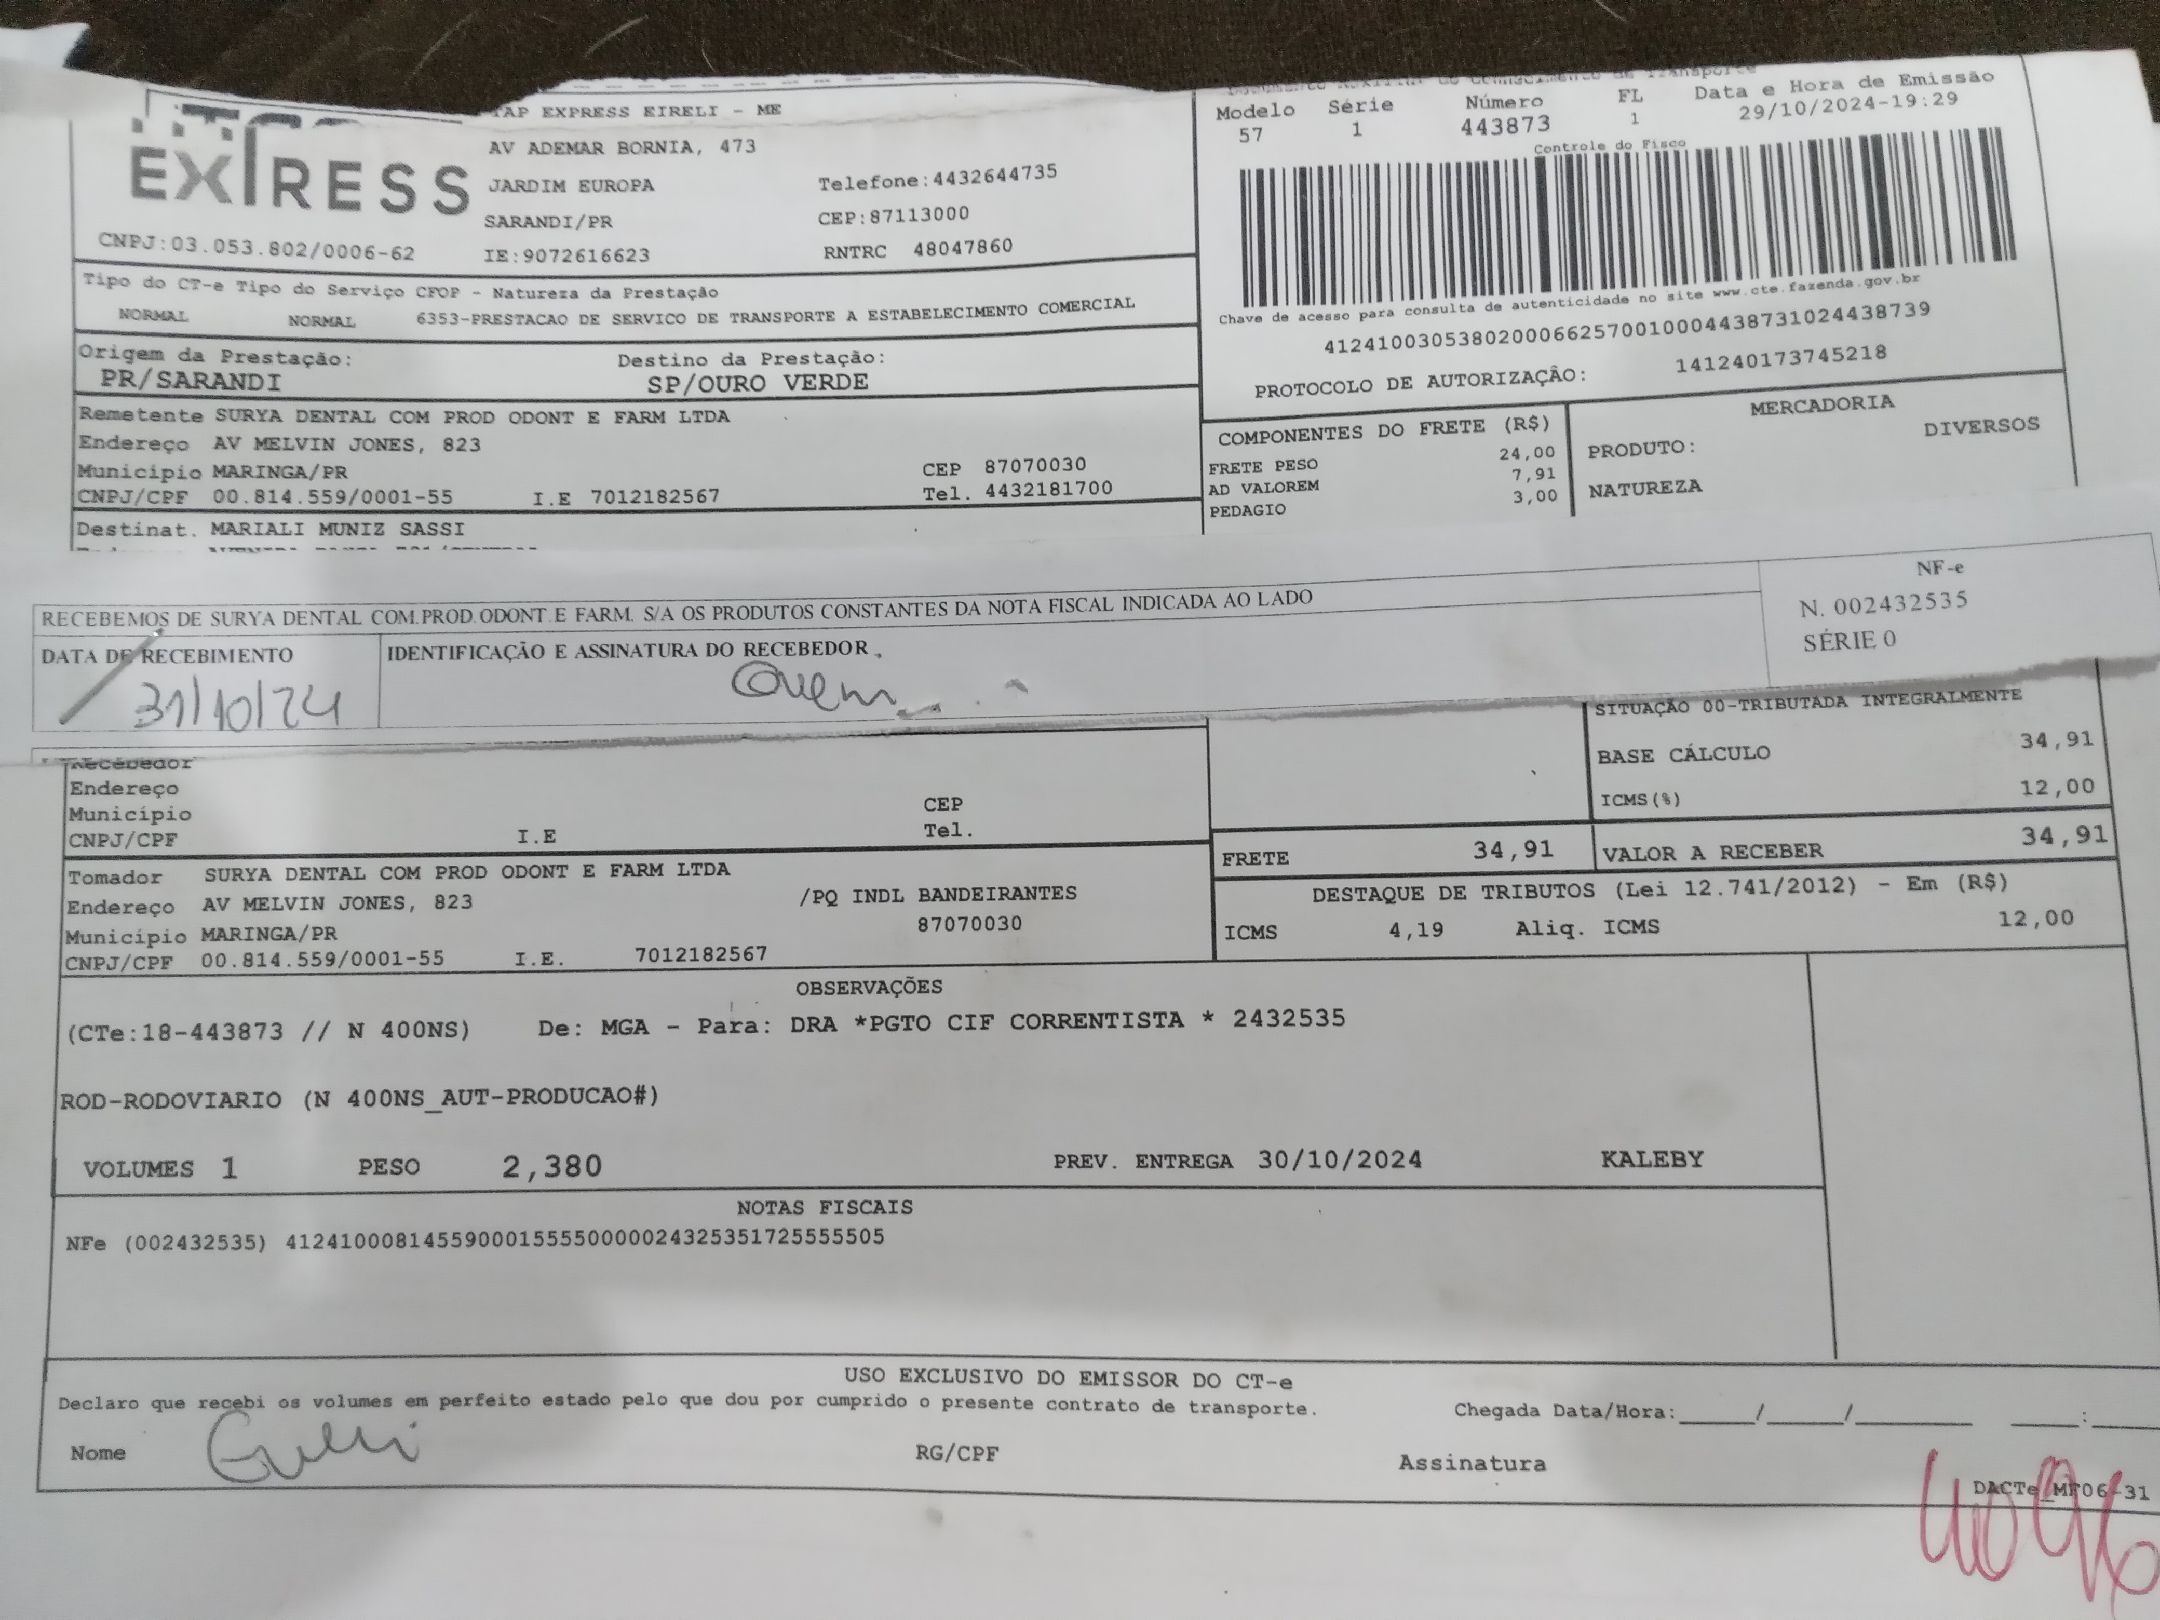 EXPRESS
TAP EXPRESS EIRELI - ME
AV ADEMAR BORNIA, 473
JARDIM EUROPA Telefone:4432644735
SARANDI/PR CEP:87113000
CNPJ:03.053.802/0006-62 IE:9072616623 RNTRC 48047860
Modelo Série Número FL Data e Hora de Emissão
57 1 443873 1 29/10/2024-19:29
Controle do Fisco
Chave de acesso para consulta de autenticidade no site www.cte.fazenda.gov.br
41241003053802000662570010004438731024438739
PROTOCOLO DE AUTORIZAÇÃO: 141240173745218
Tipo do CT-e Tipo do Serviço CFOP - Natureza da Prestação
NORMAL NORMAL 6353-PRESTACAO DE SERVICO DE TRANSPORTE A ESTABELECIMENTO COMERCIAL
Origem da Prestação: Destino da Prestação:
PR/SARANDI SP/OURO VERDE
Remetente SURYA DENTAL COM PROD ODONT E FARM LTDA
Endereço AV MELVIN JONES, 823
Município MARINGA/PR CEP 87070030
CNPJ/CPF 00.814.559/0001-55 I.E 7012182567 Tel. 4432181700
Destinat. MARIALI MUNIZ SASSI
COMPONENTES DO FRETE (R$)
FRETE PESO 24,00
AD VALOREM 7,91
PEDAGIO 3,00
MERCADORIA
PRODUTO: DIVERSOS
NATUREZA
RECEBEMOS DE SURYA DENTAL COM.PROD.ODONT.E FARM. S/A OS PRODUTOS CONSTANTES DA NOTA FISCAL INDICADA AO LADO
DATA DE RECEBIMENTO IDENTIFICAÇÃO E ASSINATURA DO RECEBEDOR
31/10/24
NF-e
N. 002432535
SÉRIE 0
SITUAÇÃO 00-TRIBUTADA INTEGRALMENTE
BASE CÁLCULO 34,91
ICMS(%) 12,00
Recebedor
Endereço
Município CEP
CNPJ/CPF I.E Tel.
FRETE 34,91 VALOR A RECEBER 34,91
Tomador SURYA DENTAL COM PROD ODONT E FARM LTDA
Endereço AV MELVIN JONES, 823 /PQ INDL BANDEIRANTES
Município MARINGA/PR 87070030
CNPJ/CPF 00.814.559/0001-55 I.E. 7012182567
DESTAQUE DE TRIBUTOS (Lei 12.741/2012) - Em (R$)
ICMS 4,19 Aliq. ICMS 12,00
OBSERVAÇÕES
(CTe:18-443873 // N 400NS) De: MGA - Para: DRA *PGTO CIF CORRENTISTA * 2432535
ROD-RODOVIARIO (N 400NS_AUT-PRODUCAO#)
VOLUMES 1 PESO 2,380 PREV. ENTREGA 30/10/2024 KALEBY
NOTAS FISCAIS
NFe (002432535) 41241000814559000155550000024325351725555505
USO EXCLUSIVO DO EMISSOR DO CT-e
Declaro que recebi os volumes em perfeito estado pelo que dou por cumprido o presente contrato de transporte. Chegada Data/Hora:_____/_____/_______ ____:____
Nome RG/CPF Assinatura
DACTe_MF06-31